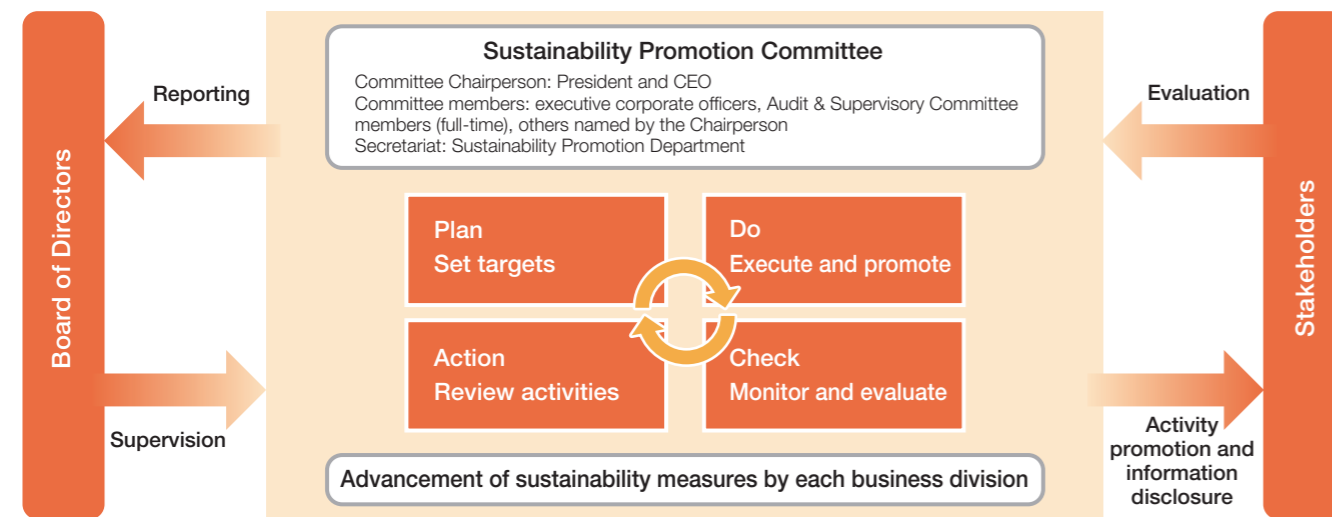 Board of Directors
Reporting
Supervision
Sustainability Promotion Committee
Committee Chairperson: President and CEO
Committee members: executive corporate officers, Audit & Supervisory Committee
members (full-time), others named by the Chairperson
Secretariat: Sustainability Promotion Department
Plan
Set targets
Do
Execute and promote
Action
Review activities
Check
Monitor and evaluate
Advancement of sustainability measures by each business division
Evaluation
Activity
promotion and
information
disclosure
Stakeholders